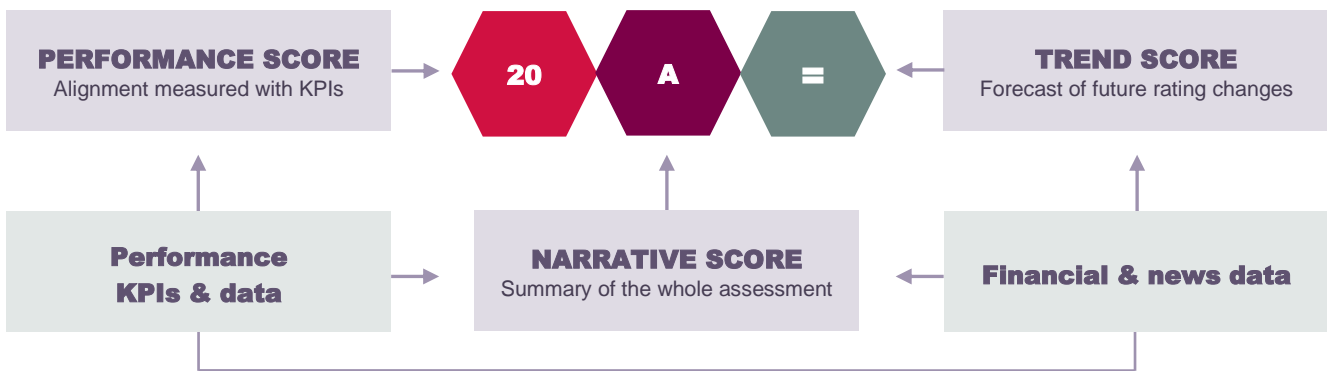 PERFORMANCE SCORE
Alignment measured with KPIs
20
A
=
TREND SCORE
Forecast of future rating changes
Performance
KPIs & data
NARRATIVE SCORE
Summary of the whole assessment
Financial & news data